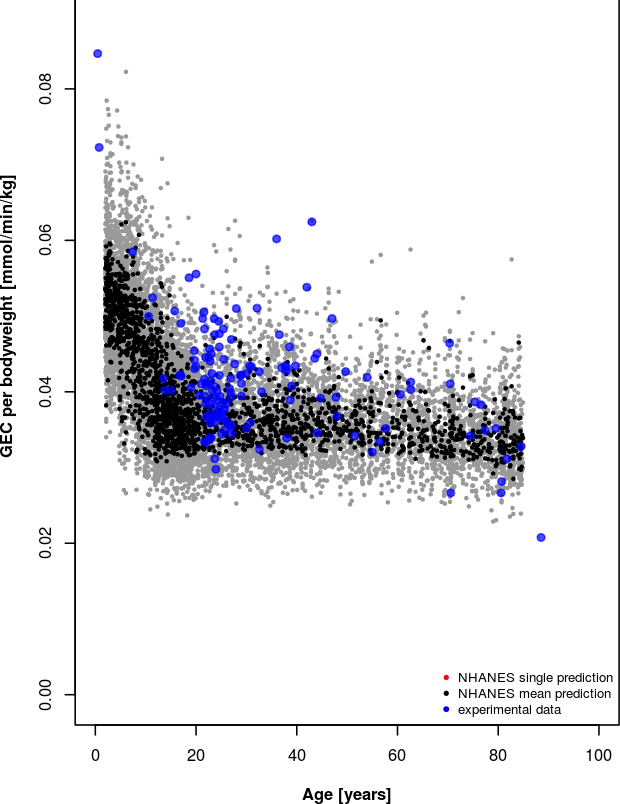 GEC per bodyweight [mmol/min/kg]
0.08
0.06
0.04
0.02
0.00
NHANES single prediction
NHANES mean prediction
experimental data
0 20 40 60 80 100
Age [years]